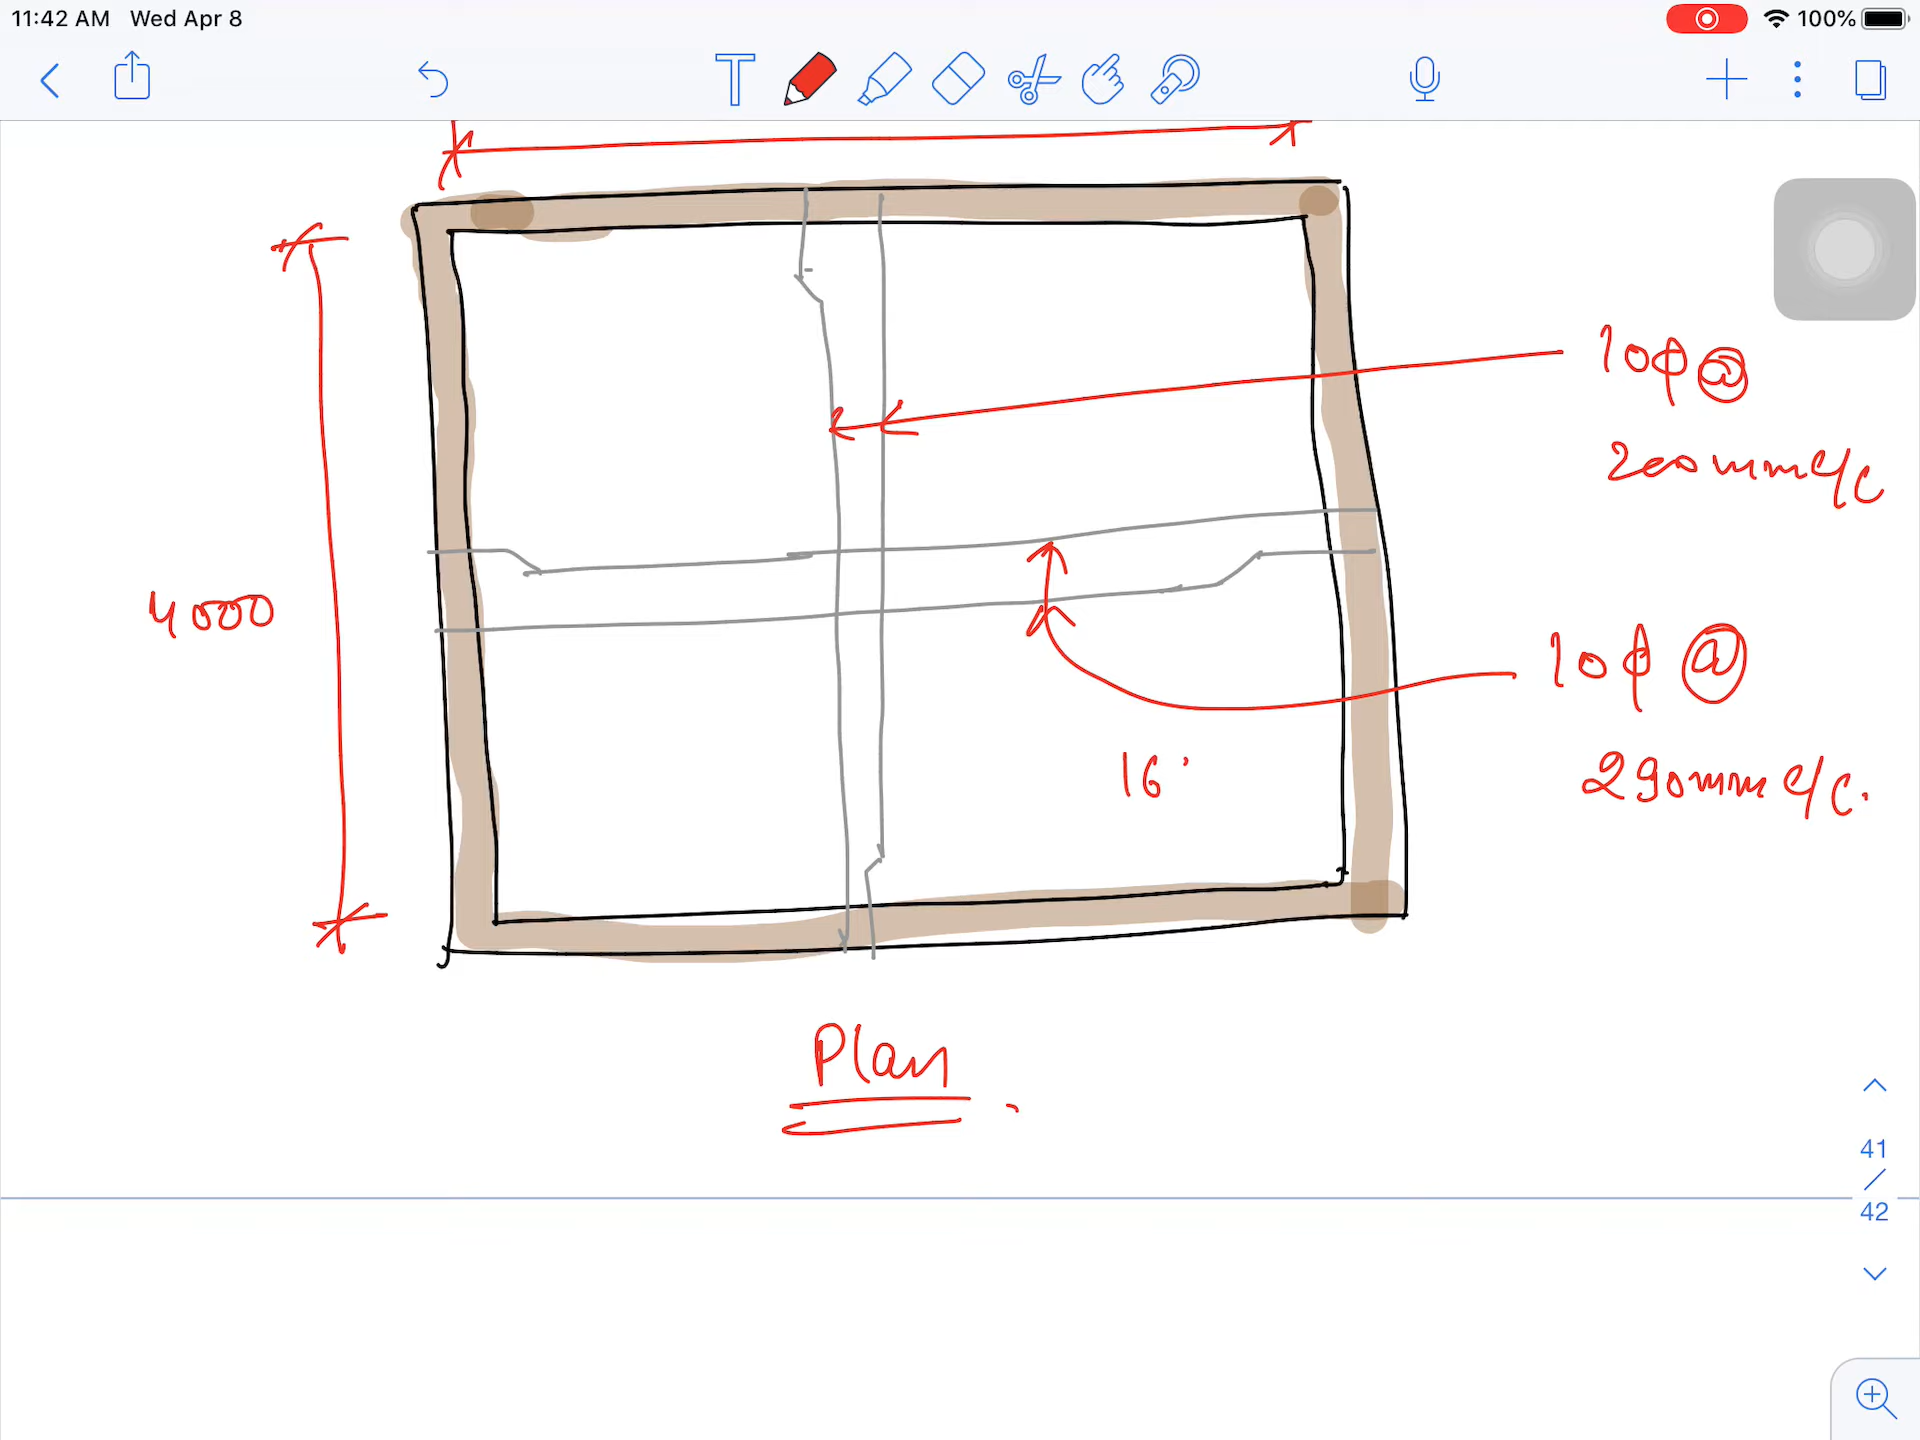 11:42 AM Wed Apr 8
100%
T
10ϕ @
200mm c/c
4000
10ϕ @
290mm c/c.
16
Plan
41
/
42